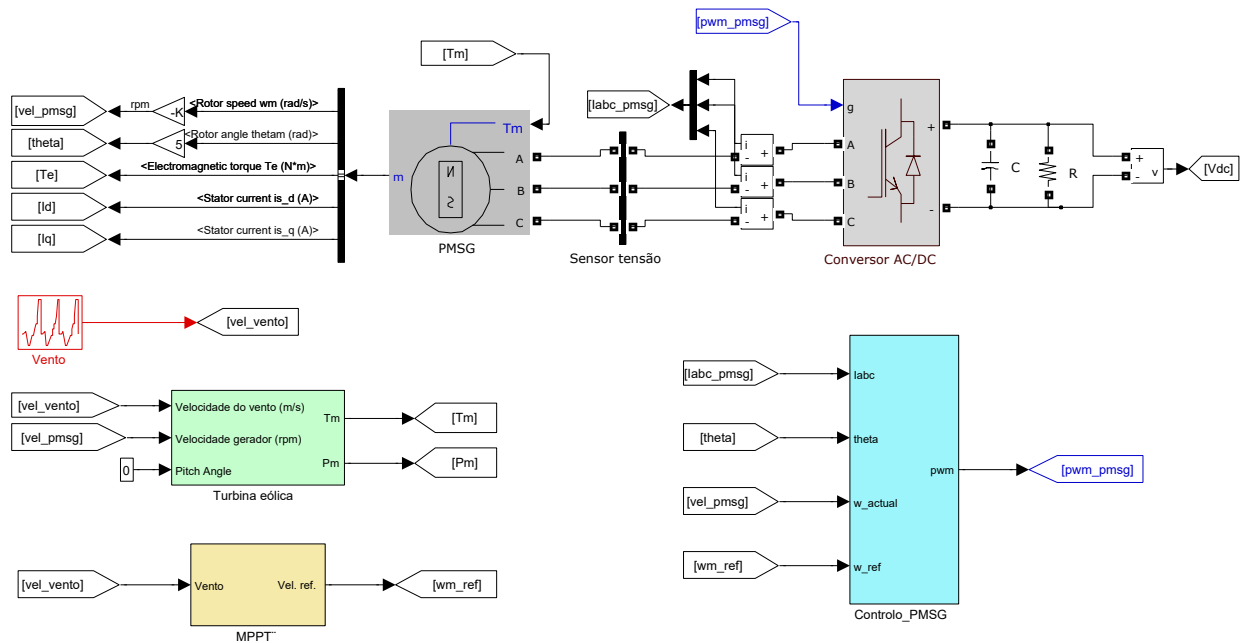 [pwm_pmsg]
[Tm]
[Iabc_pmsg]
[vel_pmsg]
rpm
-K
<Rotor speed wm (rad/s)>
[theta]
5
<Rotor angle thetam (rad)
[Te]
<Electromagnetic torque Te (N*m)>
[Id]
<Stator current is_d (A)>
[Iq]
<Stator current is_q (A)>
m
Tm
N
S
A
B
C
PMSG
Sensor tensão
i
+
-
i
+
-
i
+
-
g
A
B
C
+
-
Conversor AC/DC
C
R
+
-
v
[Vdc]
Vento
[vel_vento]
[vel_vento]
[vel_pmsg]
0
Velocidade do vento (m/s)
Velocidade gerador (rpm)
Pitch Angle
Tm
Pm
Turbina eólica
[Tm]
[Pm]
[vel_vento]
Vento
Vel. ref.
MPPT¨
[wm_ref]
[Iabc_pmsg]
[theta]
[vel_pmsg]
[wm_ref]
Iabc
theta
w_actual
w_ref
pwm
Controlo_PMSG
[pwm_pmsg]